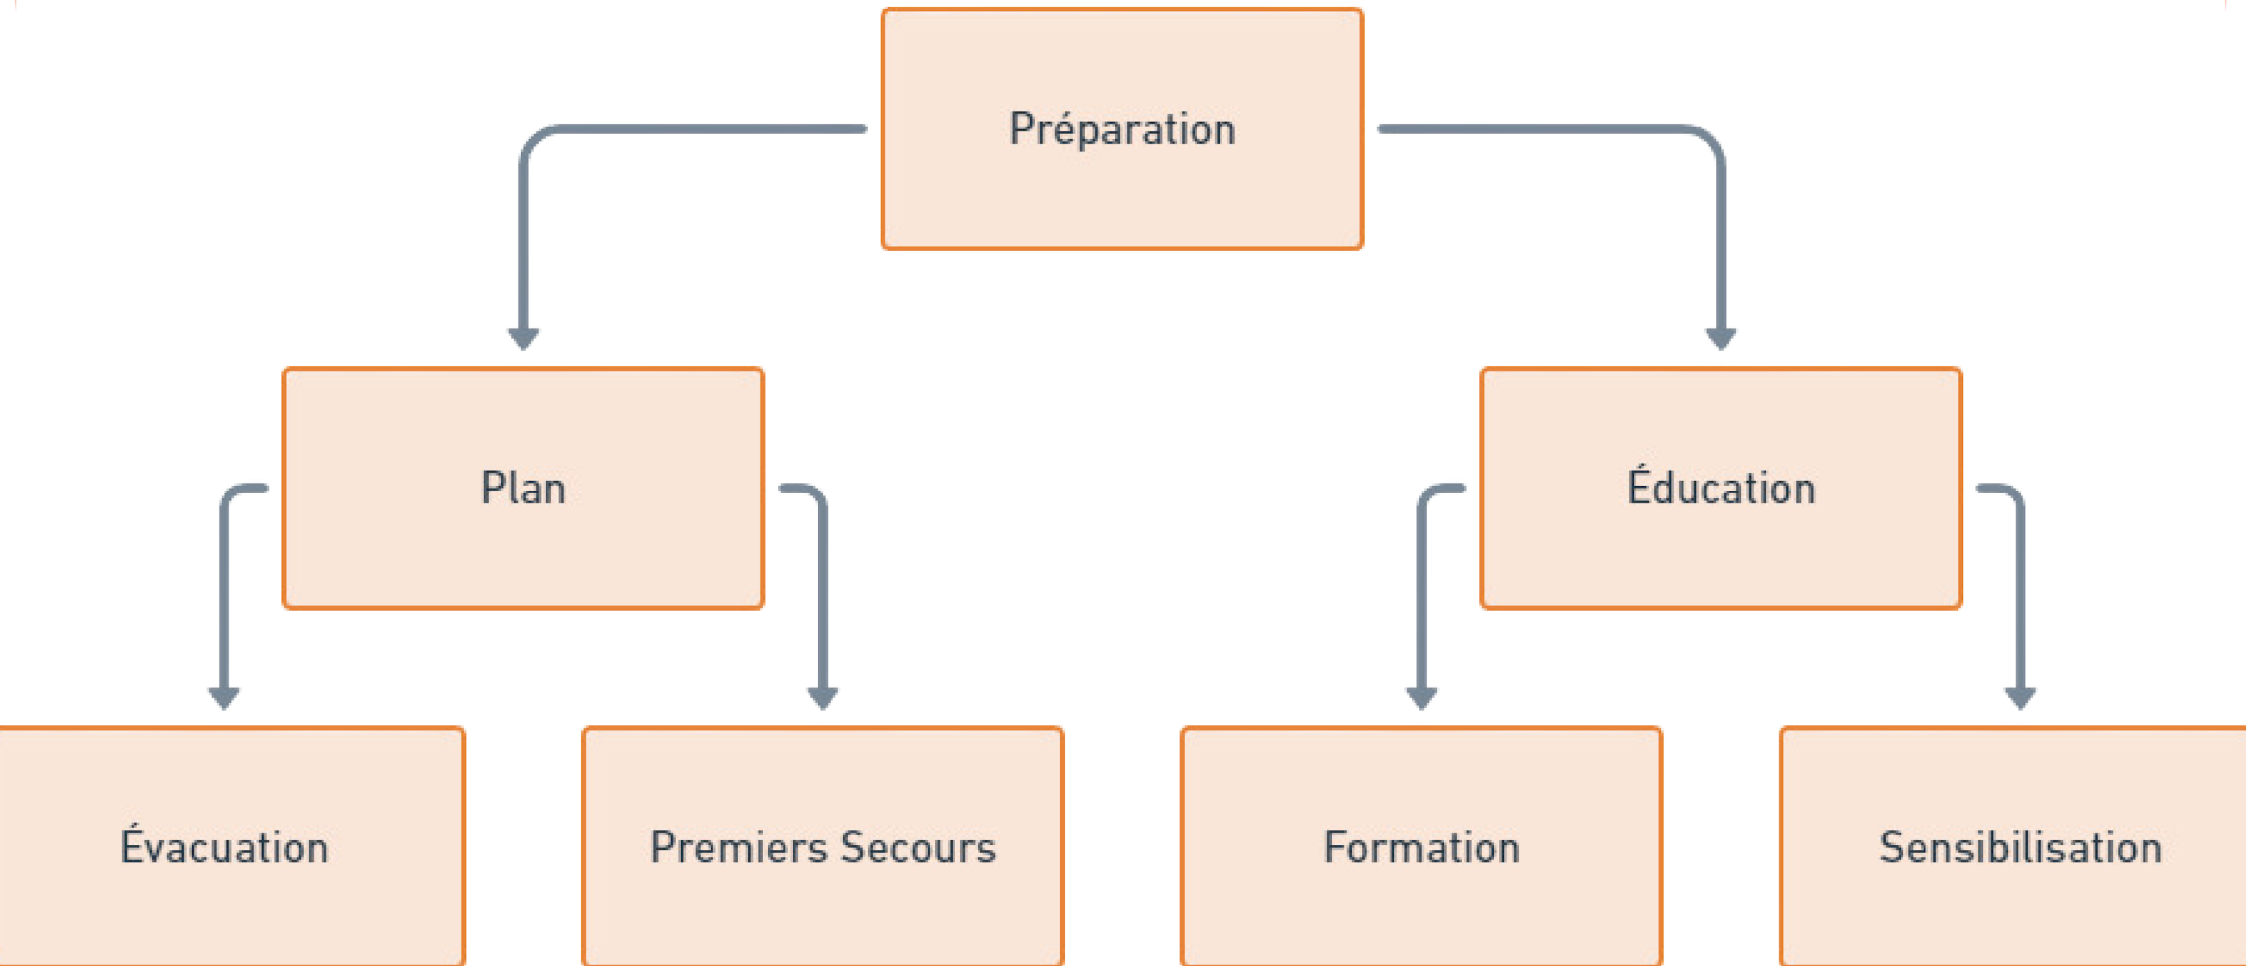 Préparation
Plan
Éducation
Évacuation
Premiers Secours
Formation
Sensibilisation